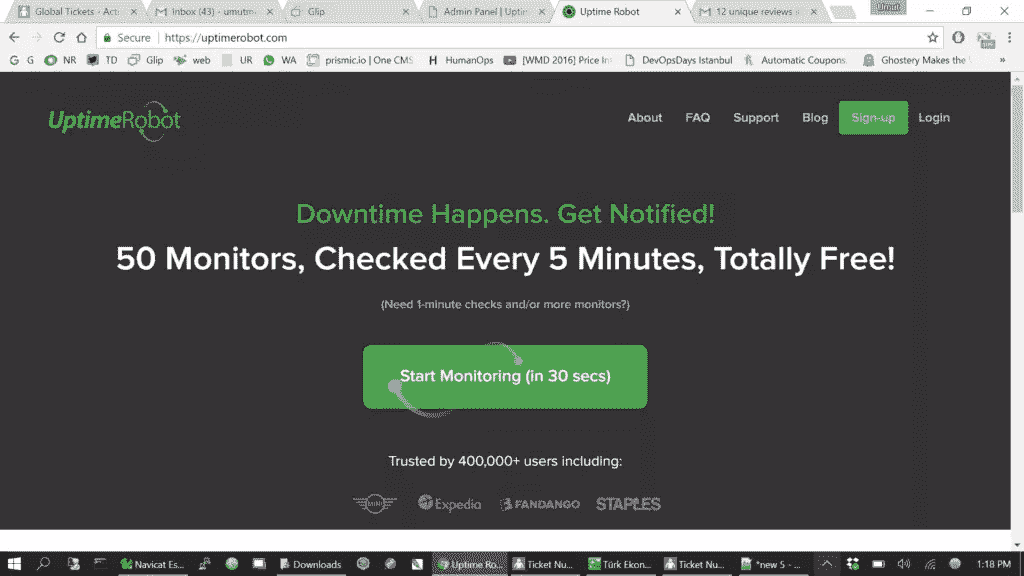 Global Tickets - Act
Inbox (43) - umutm
Glip
Admin Panel | Uptim
Uptime Robot
12 unique reviews s
Umut
Secure
https://uptimerobot.com
G
G
NR
TD
Glip
web
UR
WA
prismic.io | One CMS
HumanOps
[WMD 2016] Price In
DevOpsDays Istanbul
Automatic Coupons
Ghostery Makes the
»
UptimeRobot
About
FAQ
Support
Blog
Sign-up
Login
Downtime Happens. Get Notified!
50 Monitors, Checked Every 5 Minutes, Totally Free!
(Need 1-minute checks and/or more monitors?)
Start Monitoring (in 30 secs)
Trusted by 400,000+ users including:
MINI
Expedia
FANDANGO
STAPLES
Navicat Es...
Downloads
Uptime Ro...
Ticket Nu...
Türk Ekon...
Ticket Nu...
*new 5 - ...
1:18 PM